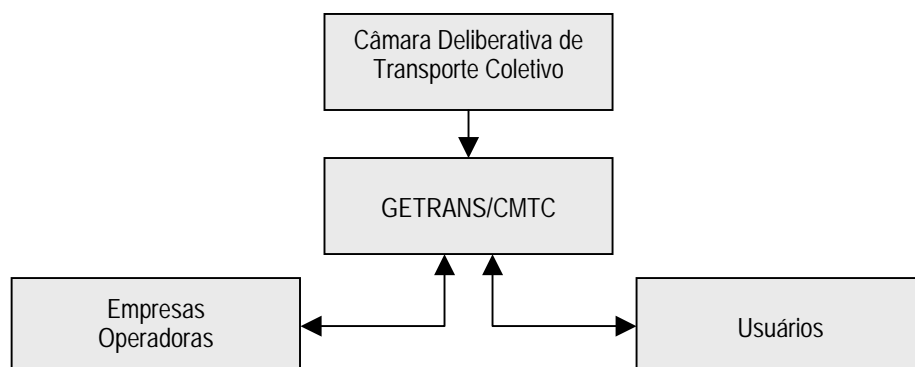 Câmara Deliberativa de
Transporte Coletivo
GETRANS/CMTC
Empresas
Operadoras
Usuários